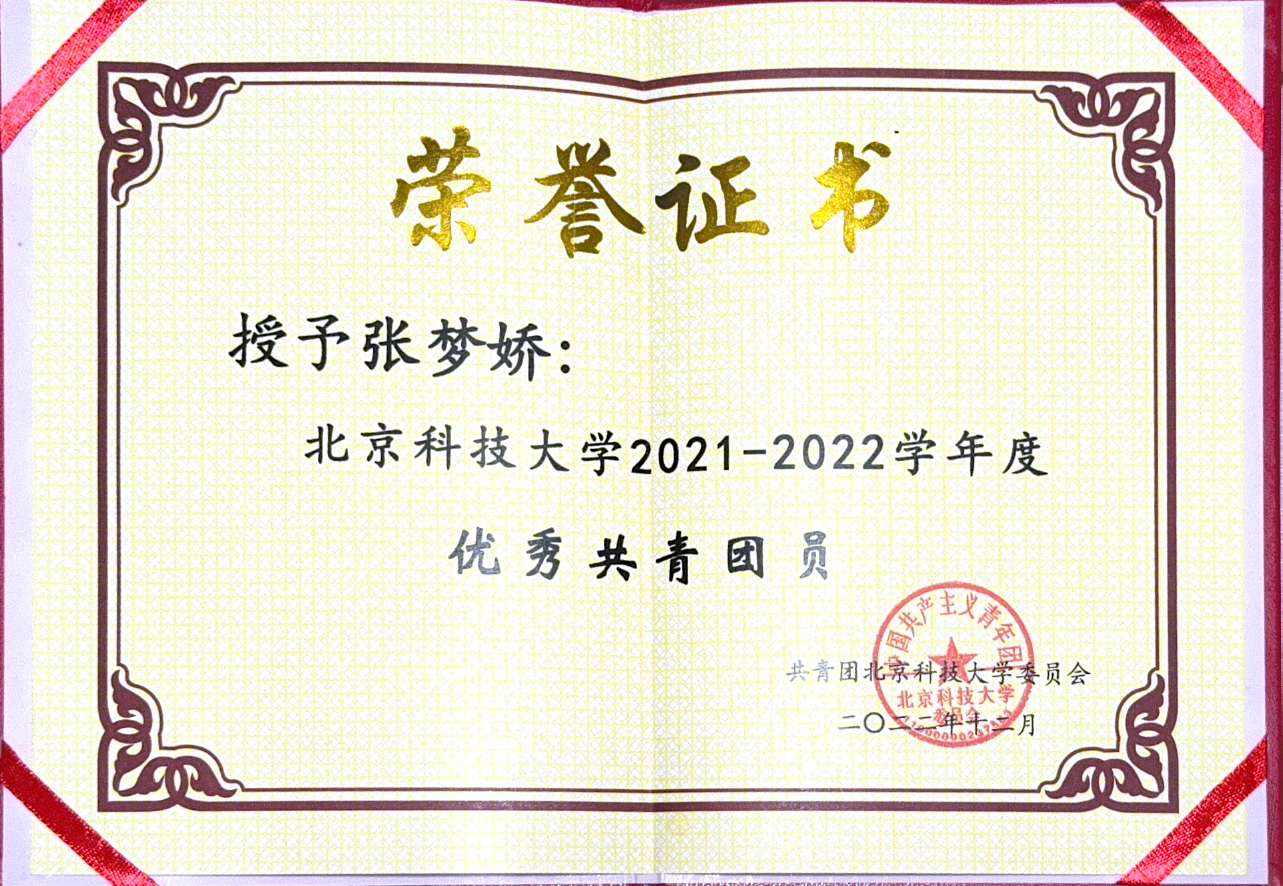 荣誉证书
授予张梦娇：
北京科技大学2021-2022学年度
优秀共青团员
共青团北京科技大学委员会
二〇二二年十二月
中国共产主义青年团
北京科技大学
委员会